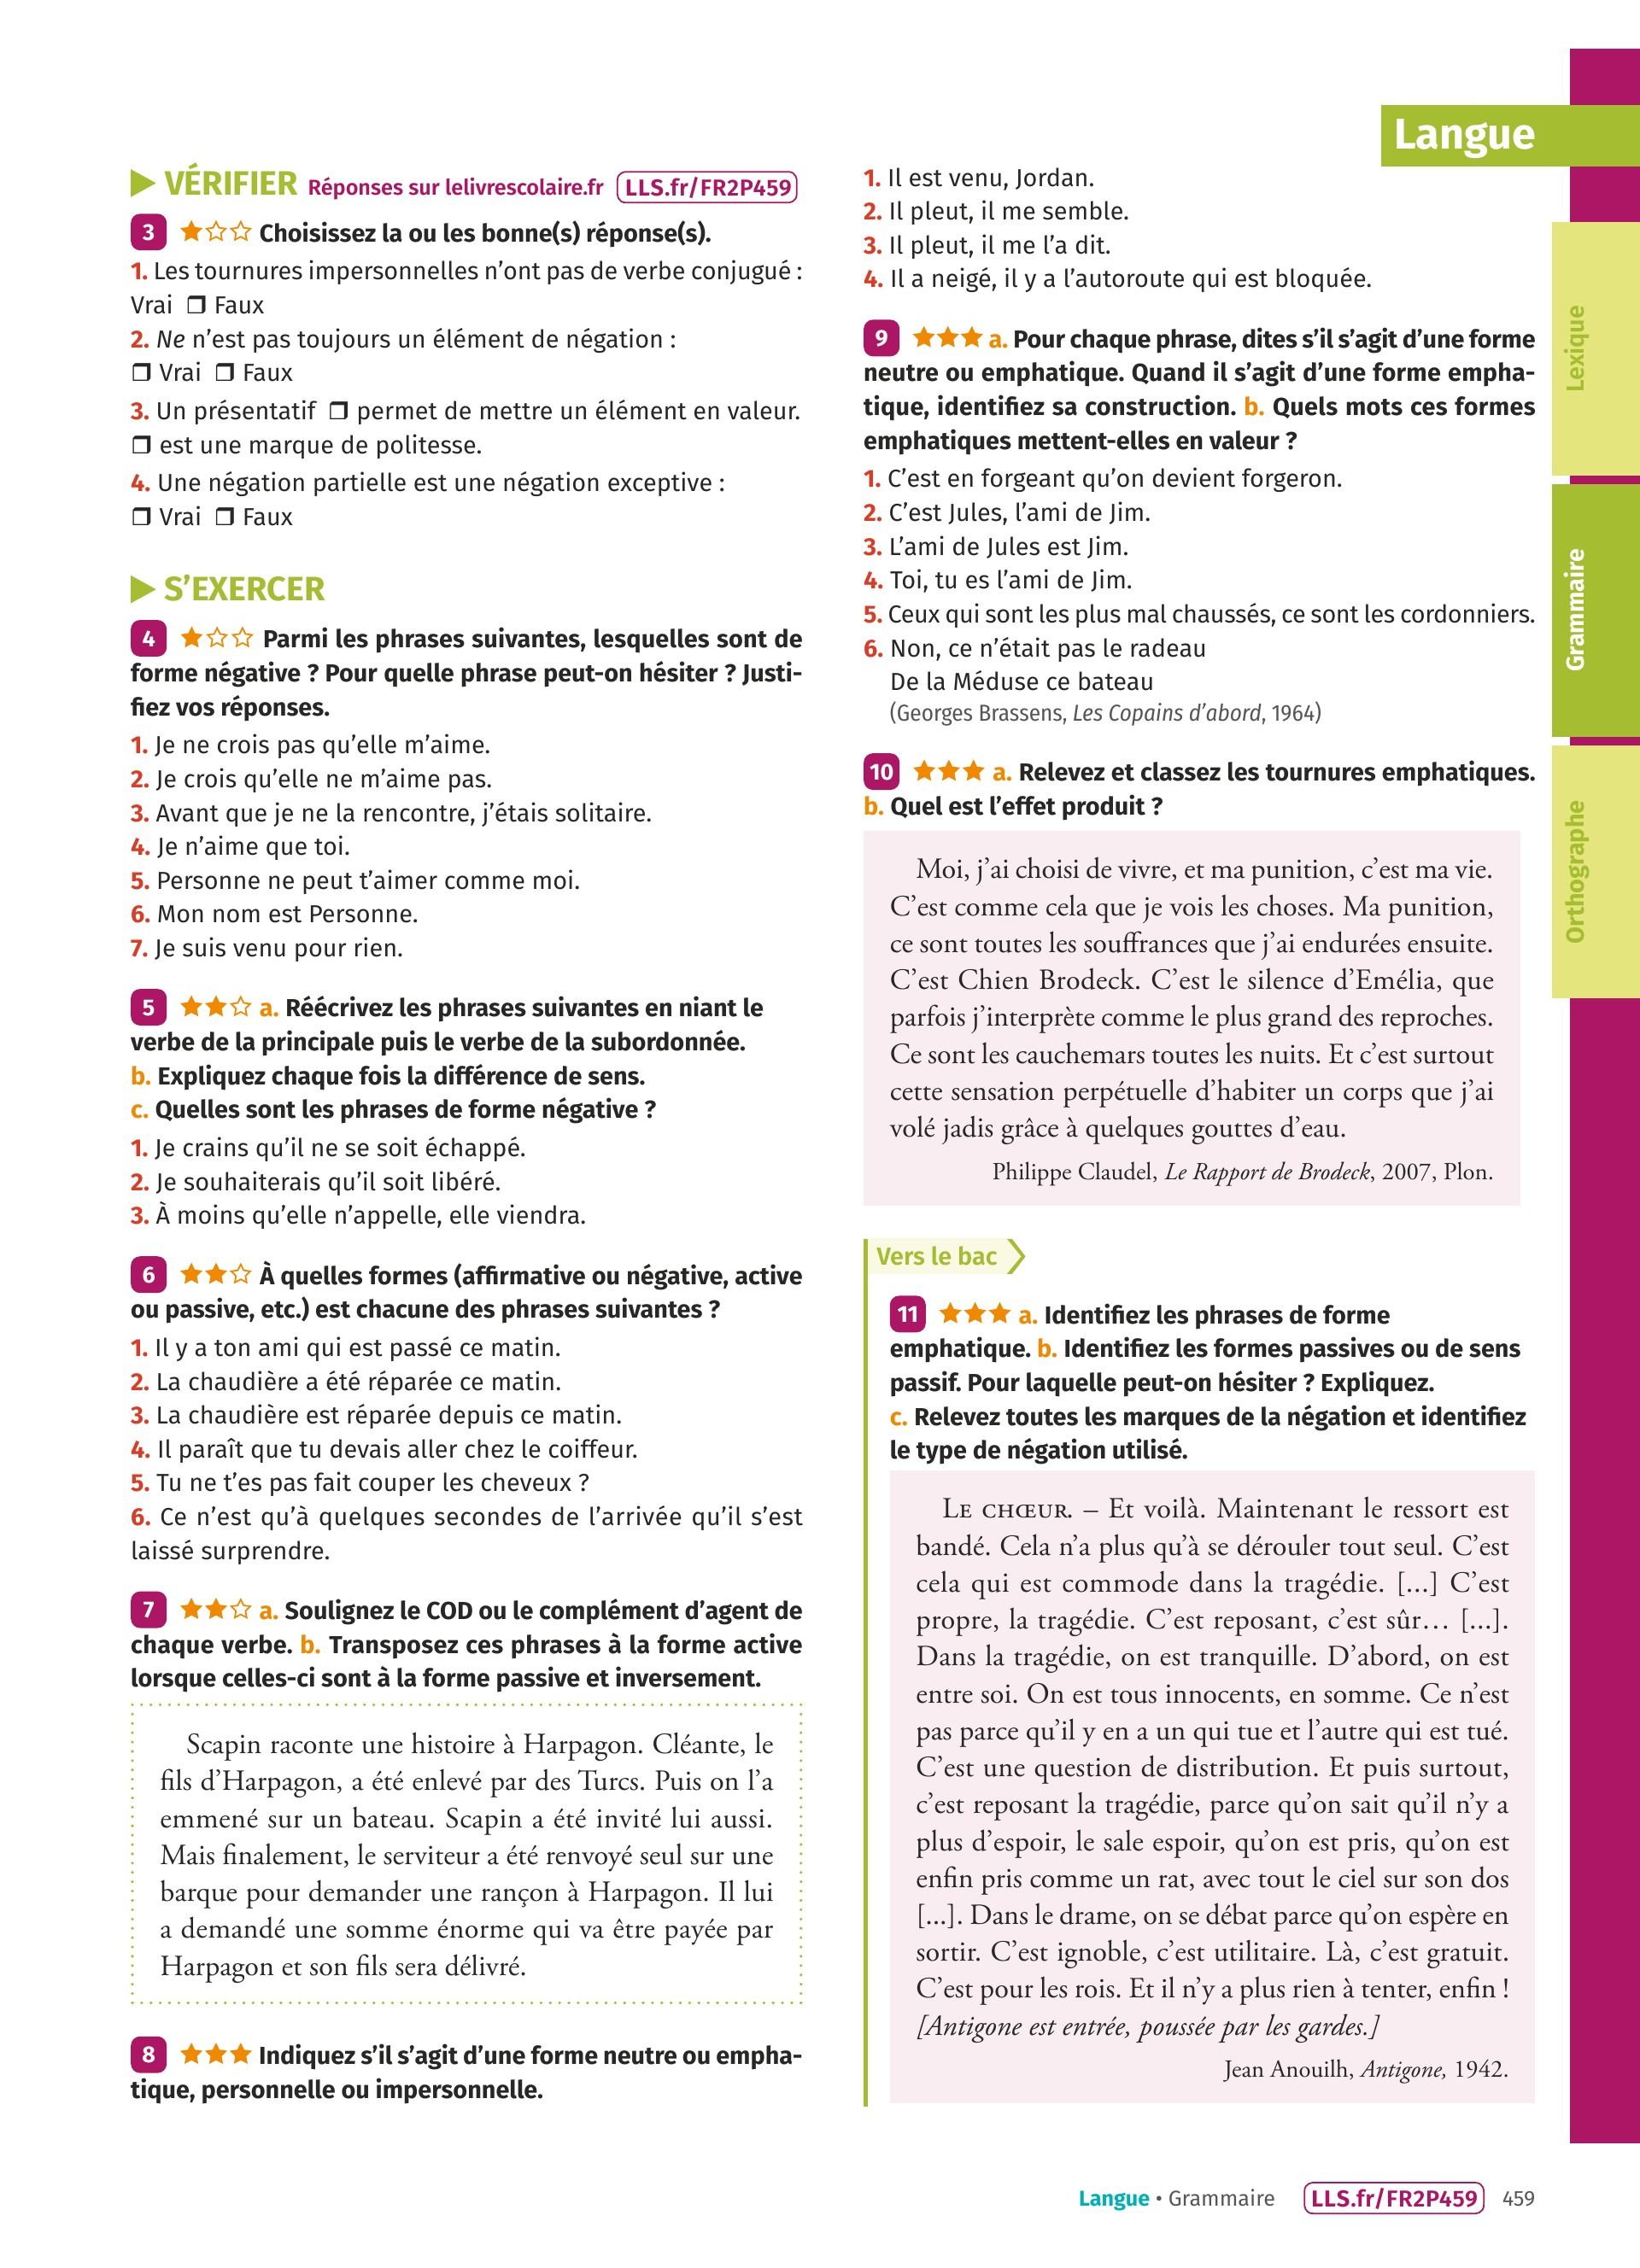 Langue
▶ VÉRIFIER Réponses sur lelivrescolaire.fr LLS.fr/FR2P459
3 ★☆☆ Choisissez la ou les bonne(s) réponse(s).
1. Les tournures impersonnelles n’ont pas de verbe conjugué :
Vrai ❒ Faux
2. Ne n’est pas toujours un élément de négation :
❒ Vrai ❒ Faux
3. Un présentatif ❒ permet de mettre un élément en valeur.
❒ est une marque de politesse.
4. Une négation partielle est une négation exceptive :
❒ Vrai ❒ Faux
▶ S’EXERCER
4 ★☆☆ Parmi les phrases suivantes, lesquelles sont de
forme négative ? Pour quelle phrase peut-on hésiter ? Justi-
fiez vos réponses.
1. Je ne crois pas qu’elle m’aime.
2. Je crois qu’elle ne m’aime pas.
3. Avant que je ne la rencontre, j’étais solitaire.
4. Je n’aime que toi.
5. Personne ne peut t’aimer comme moi.
6. Mon nom est Personne.
7. Je suis venu pour rien.
5 ★★☆ a. Réécrivez les phrases suivantes en niant le
verbe de la principale puis le verbe de la subordonnée.
b. Expliquez chaque fois la différence de sens.
c. Quelles sont les phrases de forme négative ?
1. Je crains qu’il ne se soit échappé.
2. Je souhaiterais qu’il soit libéré.
3. À moins qu’elle n’appelle, elle viendra.
6 ★★☆ À quelles formes (affirmative ou négative, active
ou passive, etc.) est chacune des phrases suivantes ?
1. Il y a ton ami qui est passé ce matin.
2. La chaudière a été réparée ce matin.
3. La chaudière est réparée depuis ce matin.
4. Il paraît que tu devais aller chez le coiffeur.
5. Tu ne t’es pas fait couper les cheveux ?
6. Ce n’est qu’à quelques secondes de l’arrivée qu’il s’est
laissé surprendre.
7 ★★☆ a. Soulignez le COD ou le complément d’agent de
chaque verbe. b. Transposez ces phrases à la forme active
lorsque celles-ci sont à la forme passive et inversement.
Scapin raconte une histoire à Harpagon. Cléante, le
fils d’Harpagon, a été enlevé par des Turcs. Puis on l’a
emmené sur un bateau. Scapin a été invité lui aussi.
Mais finalement, le serviteur a été renvoyé seul sur une
barque pour demander une rançon à Harpagon. Il lui
a demandé une somme énorme qui va être payée par
Harpagon et son fils sera délivré.
8 ★★★ Indiquez s’il s’agit d’une forme neutre ou empha-
tique, personnelle ou impersonnelle.
1. Il est venu, Jordan.
2. Il pleut, il me semble.
3. Il pleut, il me l’a dit.
4. Il a neigé, il y a l’autoroute qui est bloquée.
9 ★★★ a. Pour chaque phrase, dites s’il s’agit d’une forme
neutre ou emphatique. Quand il s’agit d’une forme empha-
tique, identifiez sa construction. b. Quels mots ces formes
emphatiques mettent-elles en valeur ?
1. C’est en forgeant qu’on devient forgeron.
2. C’est Jules, l’ami de Jim.
3. L’ami de Jules est Jim.
4. Toi, tu es l’ami de Jim.
5. Ceux qui sont les plus mal chaussés, ce sont les cordonniers.
6. Non, ce n’était pas le radeau
De la Méduse ce bateau
(Georges Brassens, Les Copains d’abord, 1964)
10 ★★★ a. Relevez et classez les tournures emphatiques.
b. Quel est l’effet produit ?
Moi, j’ai choisi de vivre, et ma punition, c’est ma vie.
C’est comme cela que je vois les choses. Ma punition,
ce sont toutes les souffrances que j’ai endurées ensuite.
C’est Chien Brodeck. C’est le silence d’Emélia, que
parfois j’interprète comme le plus grand des reproches.
Ce sont les cauchemars toutes les nuits. Et c’est surtout
cette sensation perpétuelle d’habiter un corps que j’ai
volé jadis grâce à quelques gouttes d’eau.
Philippe Claudel, Le Rapport de Brodeck, 2007, Plon.
Vers le bac
11 ★★★ a. Identifiez les phrases de forme
emphatique. b. Identifiez les formes passives ou de sens
passif. Pour laquelle peut-on hésiter ? Expliquez.
c. Relevez toutes les marques de la négation et identifiez
le type de négation utilisé.
LE CHŒUR. – Et voilà. Maintenant le ressort est
bandé. Cela n’a plus qu’à se dérouler tout seul. C’est
cela qui est commode dans la tragédie. [...] C’est
propre, la tragédie. C’est reposant, c’est sûr… [...].
Dans la tragédie, on est tranquille. D’abord, on est
entre soi. On est tous innocents, en somme. Ce n’est
pas parce qu’il y en a un qui tue et l’autre qui est tué.
C’est une question de distribution. Et puis surtout,
c’est reposant la tragédie, parce qu’on sait qu’il n’y a
plus d’espoir, le sale espoir, qu’on est pris, qu’on est
enfin pris comme un rat, avec tout le ciel sur son dos
[...]. Dans le drame, on se débat parce qu’on espère en
sortir. C’est ignoble, c’est utilitaire. Là, c’est gratuit.
C’est pour les rois. Et il n’y a plus rien à tenter, enfin !
[Antigone est entrée, poussée par les gardes.]
Jean Anouilh, Antigone, 1942.
Lexique
Grammaire
Orthographe
Langue • Grammaire LLS.fr/FR2P459 459